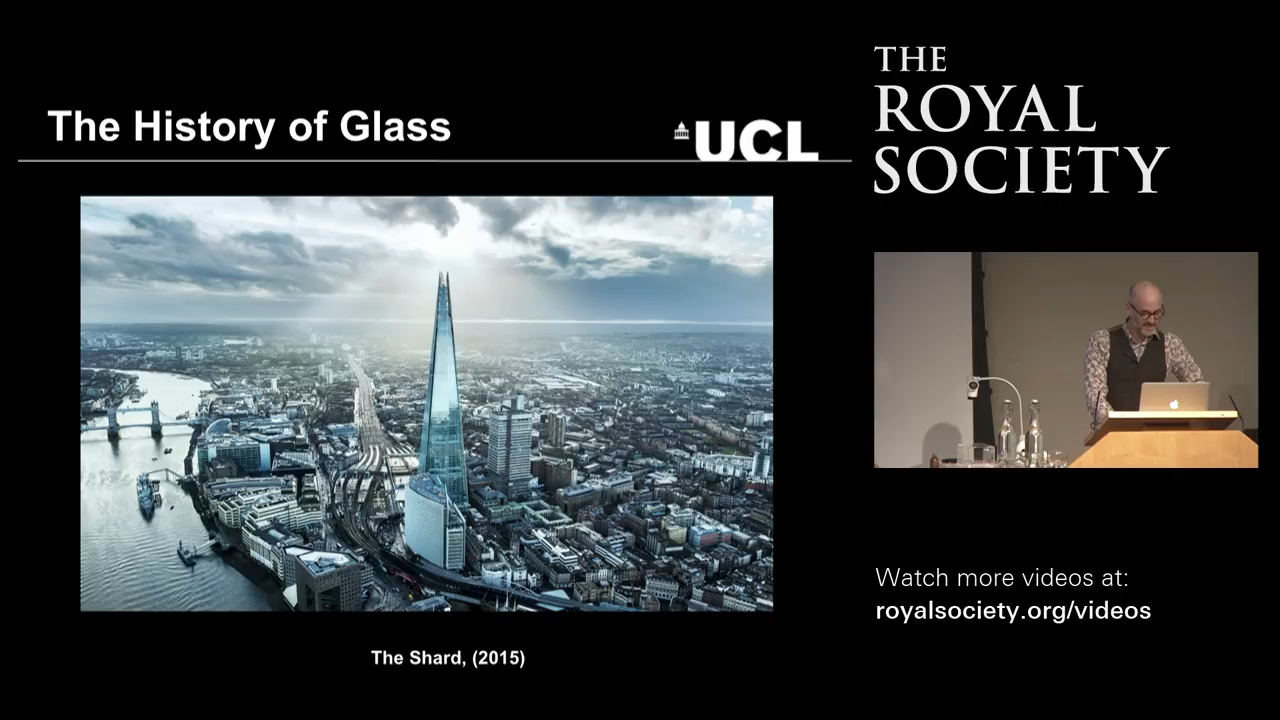 The History of Glass
UCL
The Shard, (2015)
THE
ROYAL
SOCIETY
Watch more videos at:
royalsociety.org/videos